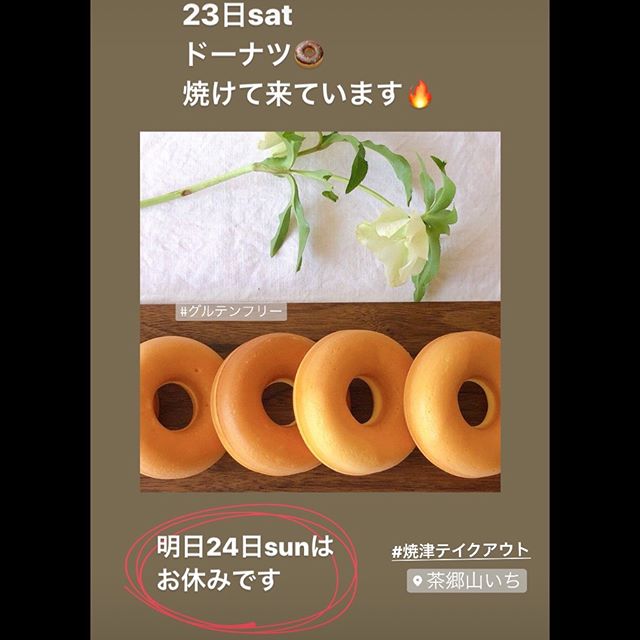 23日sat
ドーナツ🍩
焼けて来ています🔥
#グルテンフリー
明日24日sunは
お休みです
#焼津テイクアウト
茶郷山いち